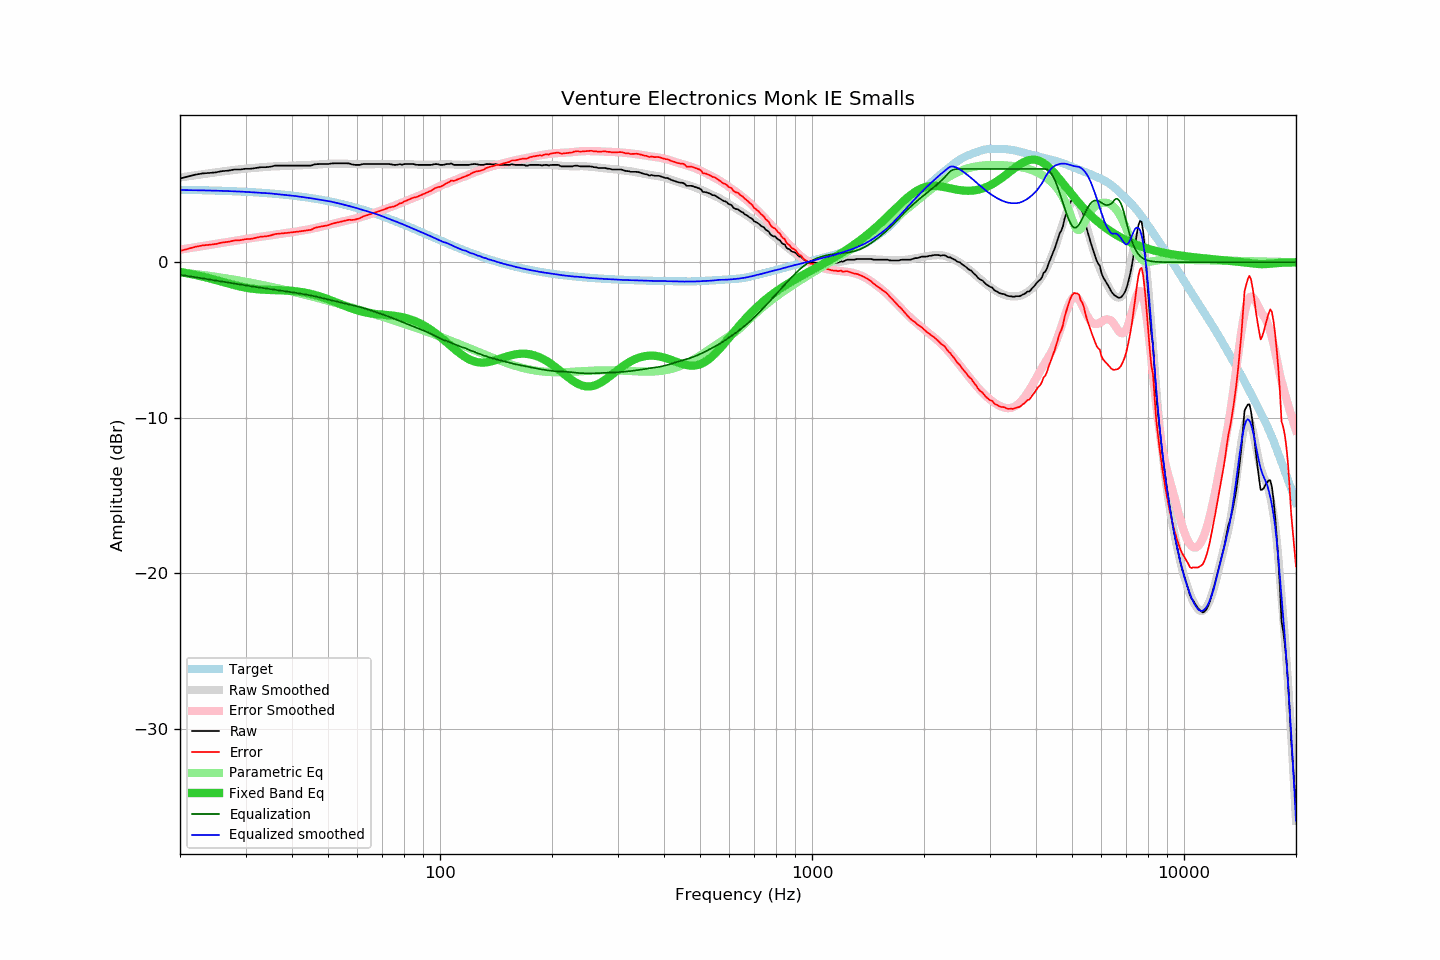 Venture Electronics Monk IE Smalls
Amplitude (dBr)
0
−10
−20
−30
Target
Raw Smoothed
Error Smoothed
Raw
Error
Parametric Eq
Fixed Band Eq
Equalization
Equalized smoothed
100
1000
10000
Frequency (Hz)